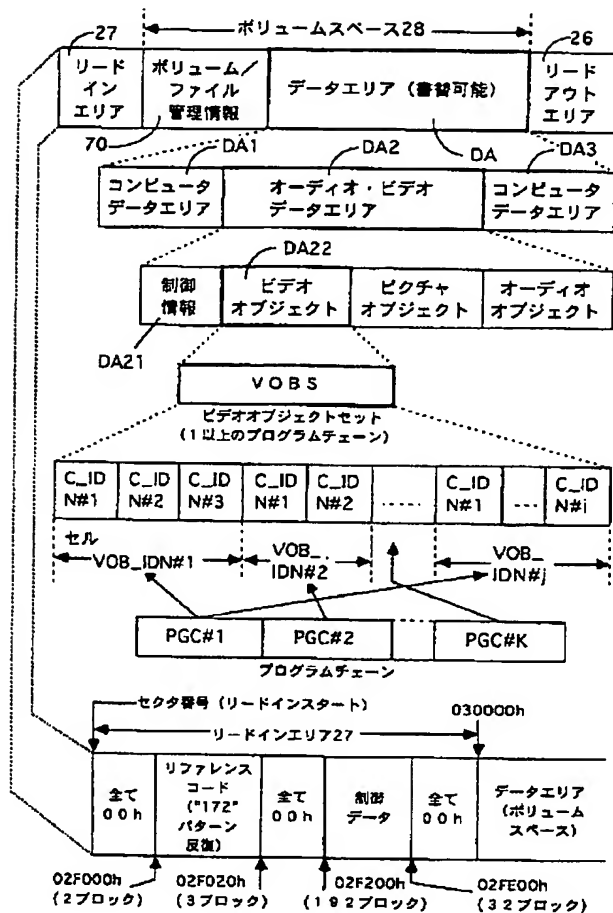 27
ボリュームスペース28
26
リード
イン
エリア
ボリューム/
ファイル
管理情報
データエリア(書替可能)
リード
アウト
エリア
70
DA1
DA2
DA
DA3
コンピュータ
データエリア
オーディオ・ビデオ
データエリア
コンピュータ
データエリア
DA22
制御
情報
ビデオ
オブジェクト
ピクチャ
オブジェクト
オーディオ
オブジェクト
DA21
VOBS
ビデオオブジェクトセット
(1以上のプログラムチェーン)
C_ID
N#1
C_ID
N#2
C_ID
N#3
C_ID
N#1
C_ID
N#2
......
C_ID
N#1
....
C_ID
N#i
セル
VOB_IDN#1
VOB_
IDN#2
VOB_
IDN#j
PGC#1
PGC#2
PGC#K
プログラムチェーン
セクタ番号(リードインスタート)
030000h
リードインエリア27
全て
00h
リファレンス
コード
("172"
パターン
反復)
全て
00h
制御
データ
全て
00h
データエリア
(ボリューム
スペース)
02F000h
(2ブロック)
02F020h
(3ブロック)
02F200h
(192ブロック)
02FE00h
(32ブロック)